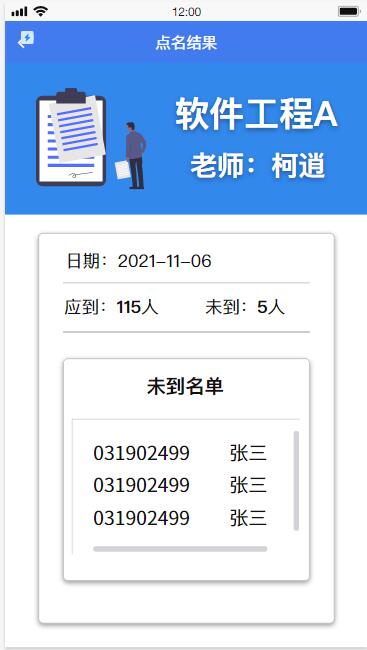 12:00
点名结果
软件工程A
老师：柯逍
日期：2021-11-06
应到：115人 未到：5人
未到名单
031902499 张三
031902499 张三
031902499 张三